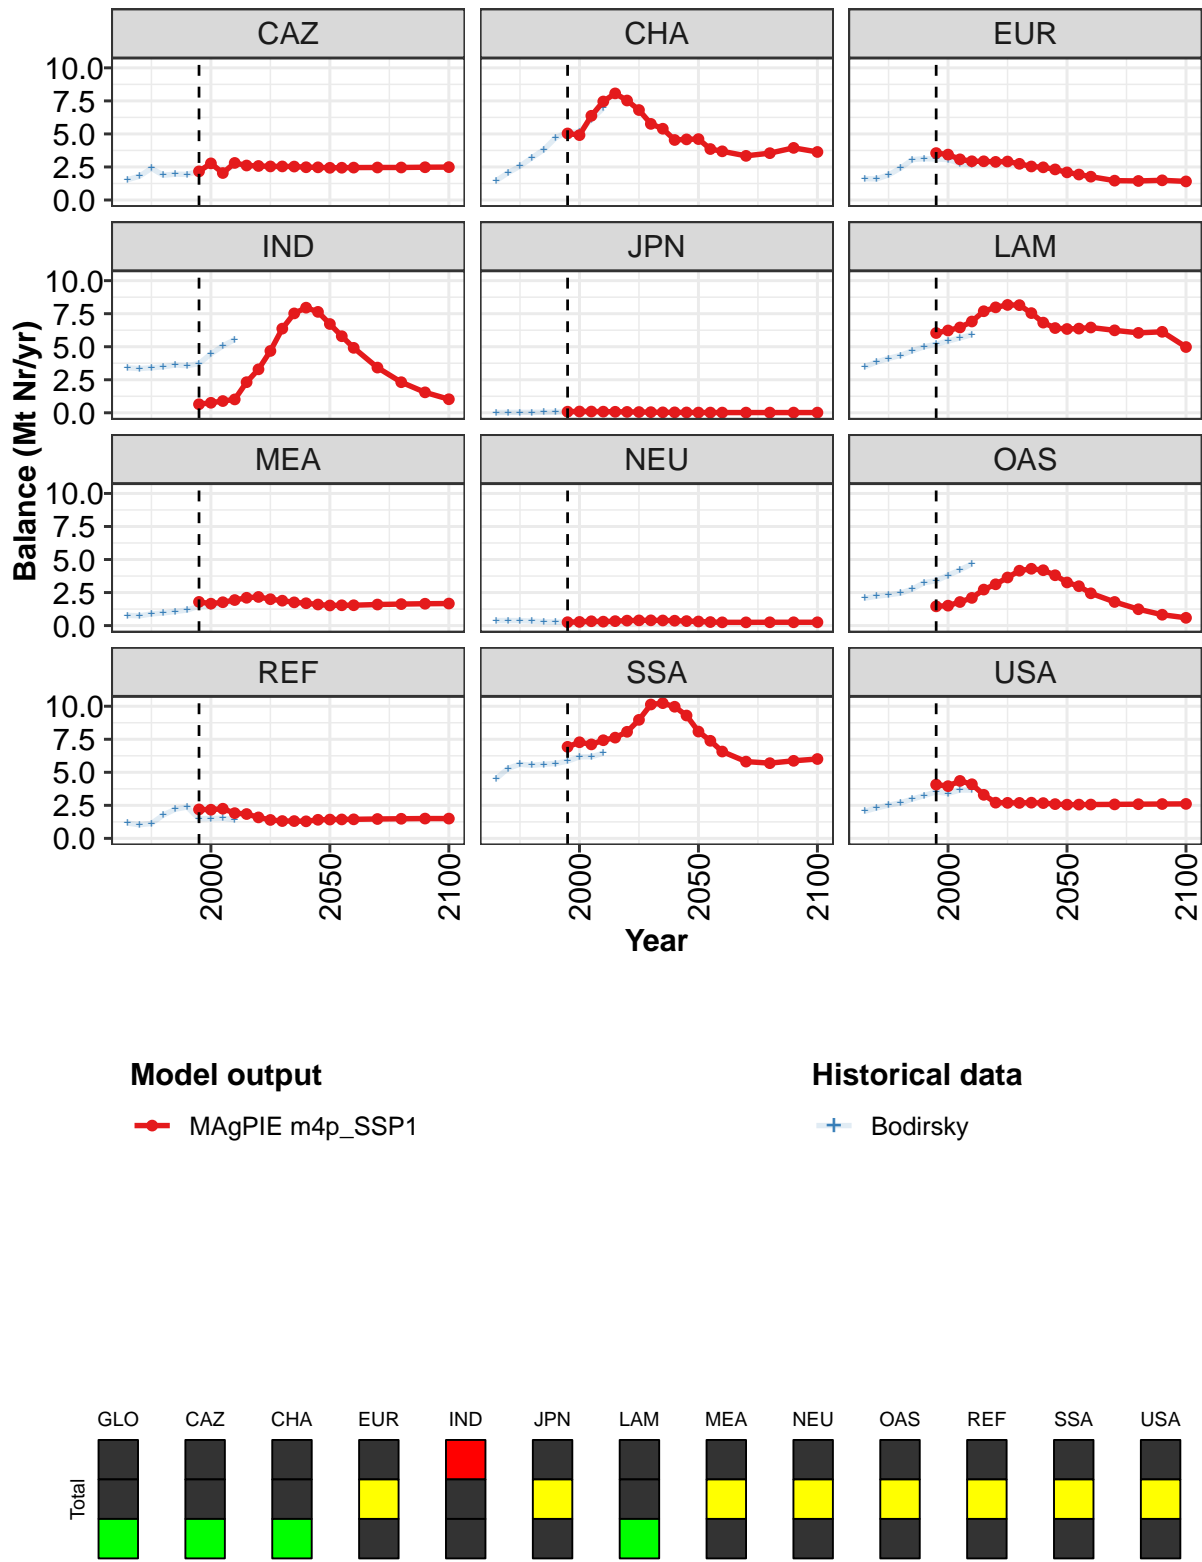 CAZ CHA EUR
10.0
7.5
5.0
2.5
0.0
IND JPN LAM
10.0
7.5
5.0
2.5
0.0
MEA NEU OAS
10.0
7.5
5.0
2.5
0.0
REF SSA USA
10.0
7.5
5.0
2.5
0.0
Balance (Mt Nr/yr)
2000 2050 2100 2000 2050 2100 2000 2050 2100
Year
Model output Historical data
MAgPIE m4p_SSP1 Bodirsky
GLO CAZ CHA EUR IND JPN LAM MEA NEU OAS REF SSA USA
Total